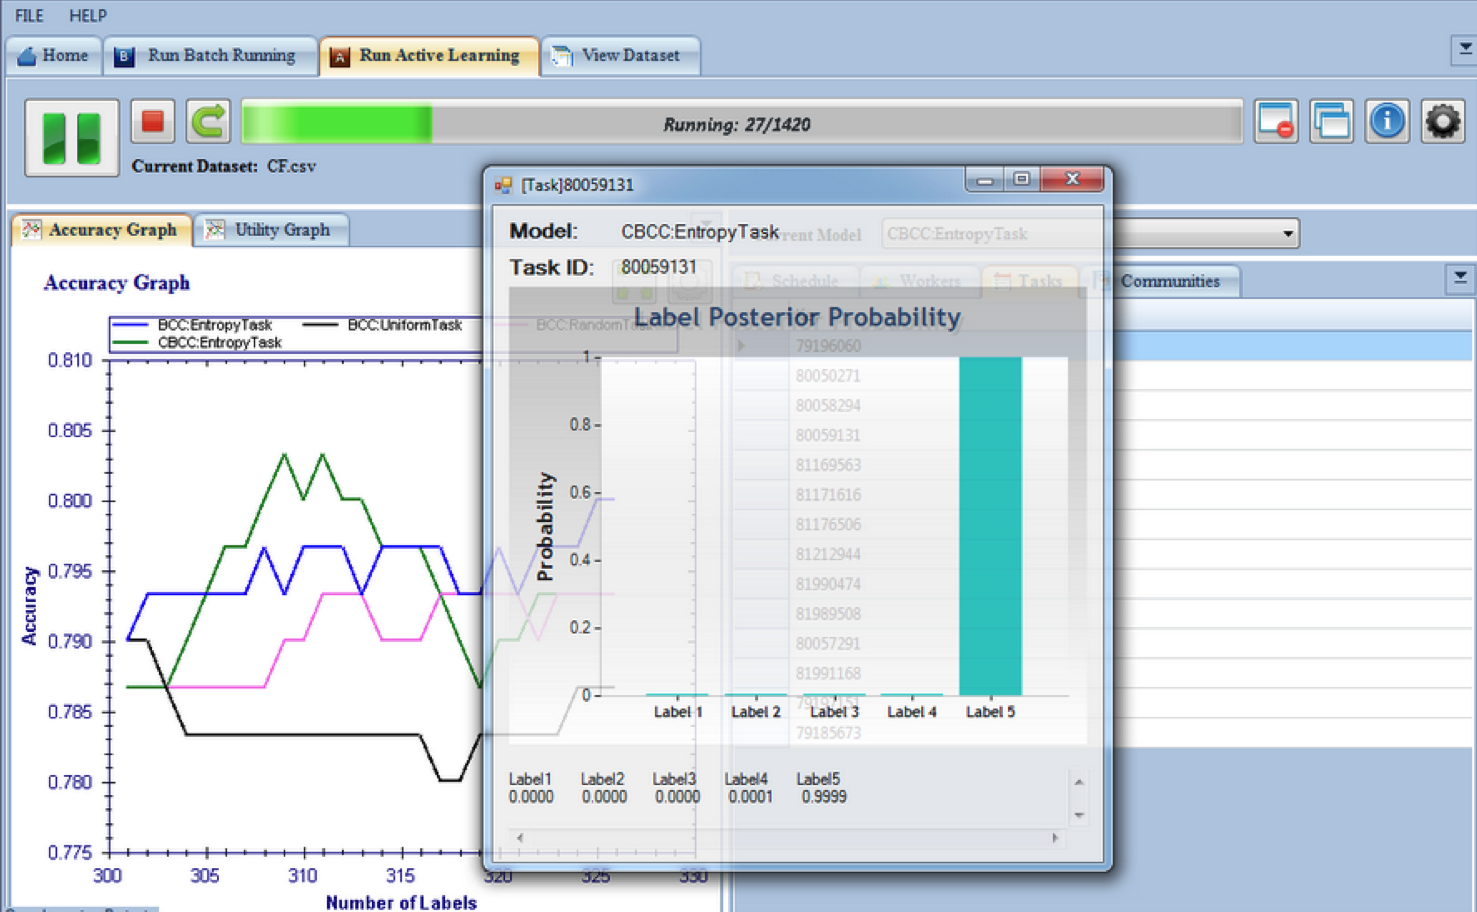 FILE HELP
Home Run Batch Running Run Active Learning View Dataset
Running: 27/1420
Current Dataset: CF.csv
Accuracy Graph Utility Graph
Accuracy Graph
BCC:EntropyTask BCC:UniformTask BCC:RandomTask
CBCC:EntropyTask
0.810
0.805
0.800
0.795
0.790
0.785
0.780
0.775
Accuracy
300 305 310 315 320 325 330
Number of Labels
[Task]80059131
Model: CBCC:EntropyTask
Task ID: 80059131
Label Posterior Probability
1
0.8
0.6
0.4
0.2
0
Probability
Label 1 Label 2 Label 3 Label 4 Label 5
Label1 Label2 Label3 Label4 Label5
0.0000 0.0000 0.0000 0.0001 0.9999
Current Model CBCC:EntropyTask
Schedule Workers Tasks Communities
79196060
80050271
80058294
80059131
81169563
81171616
81176506
81212944
81990474
81989508
80057291
81991168
79185673